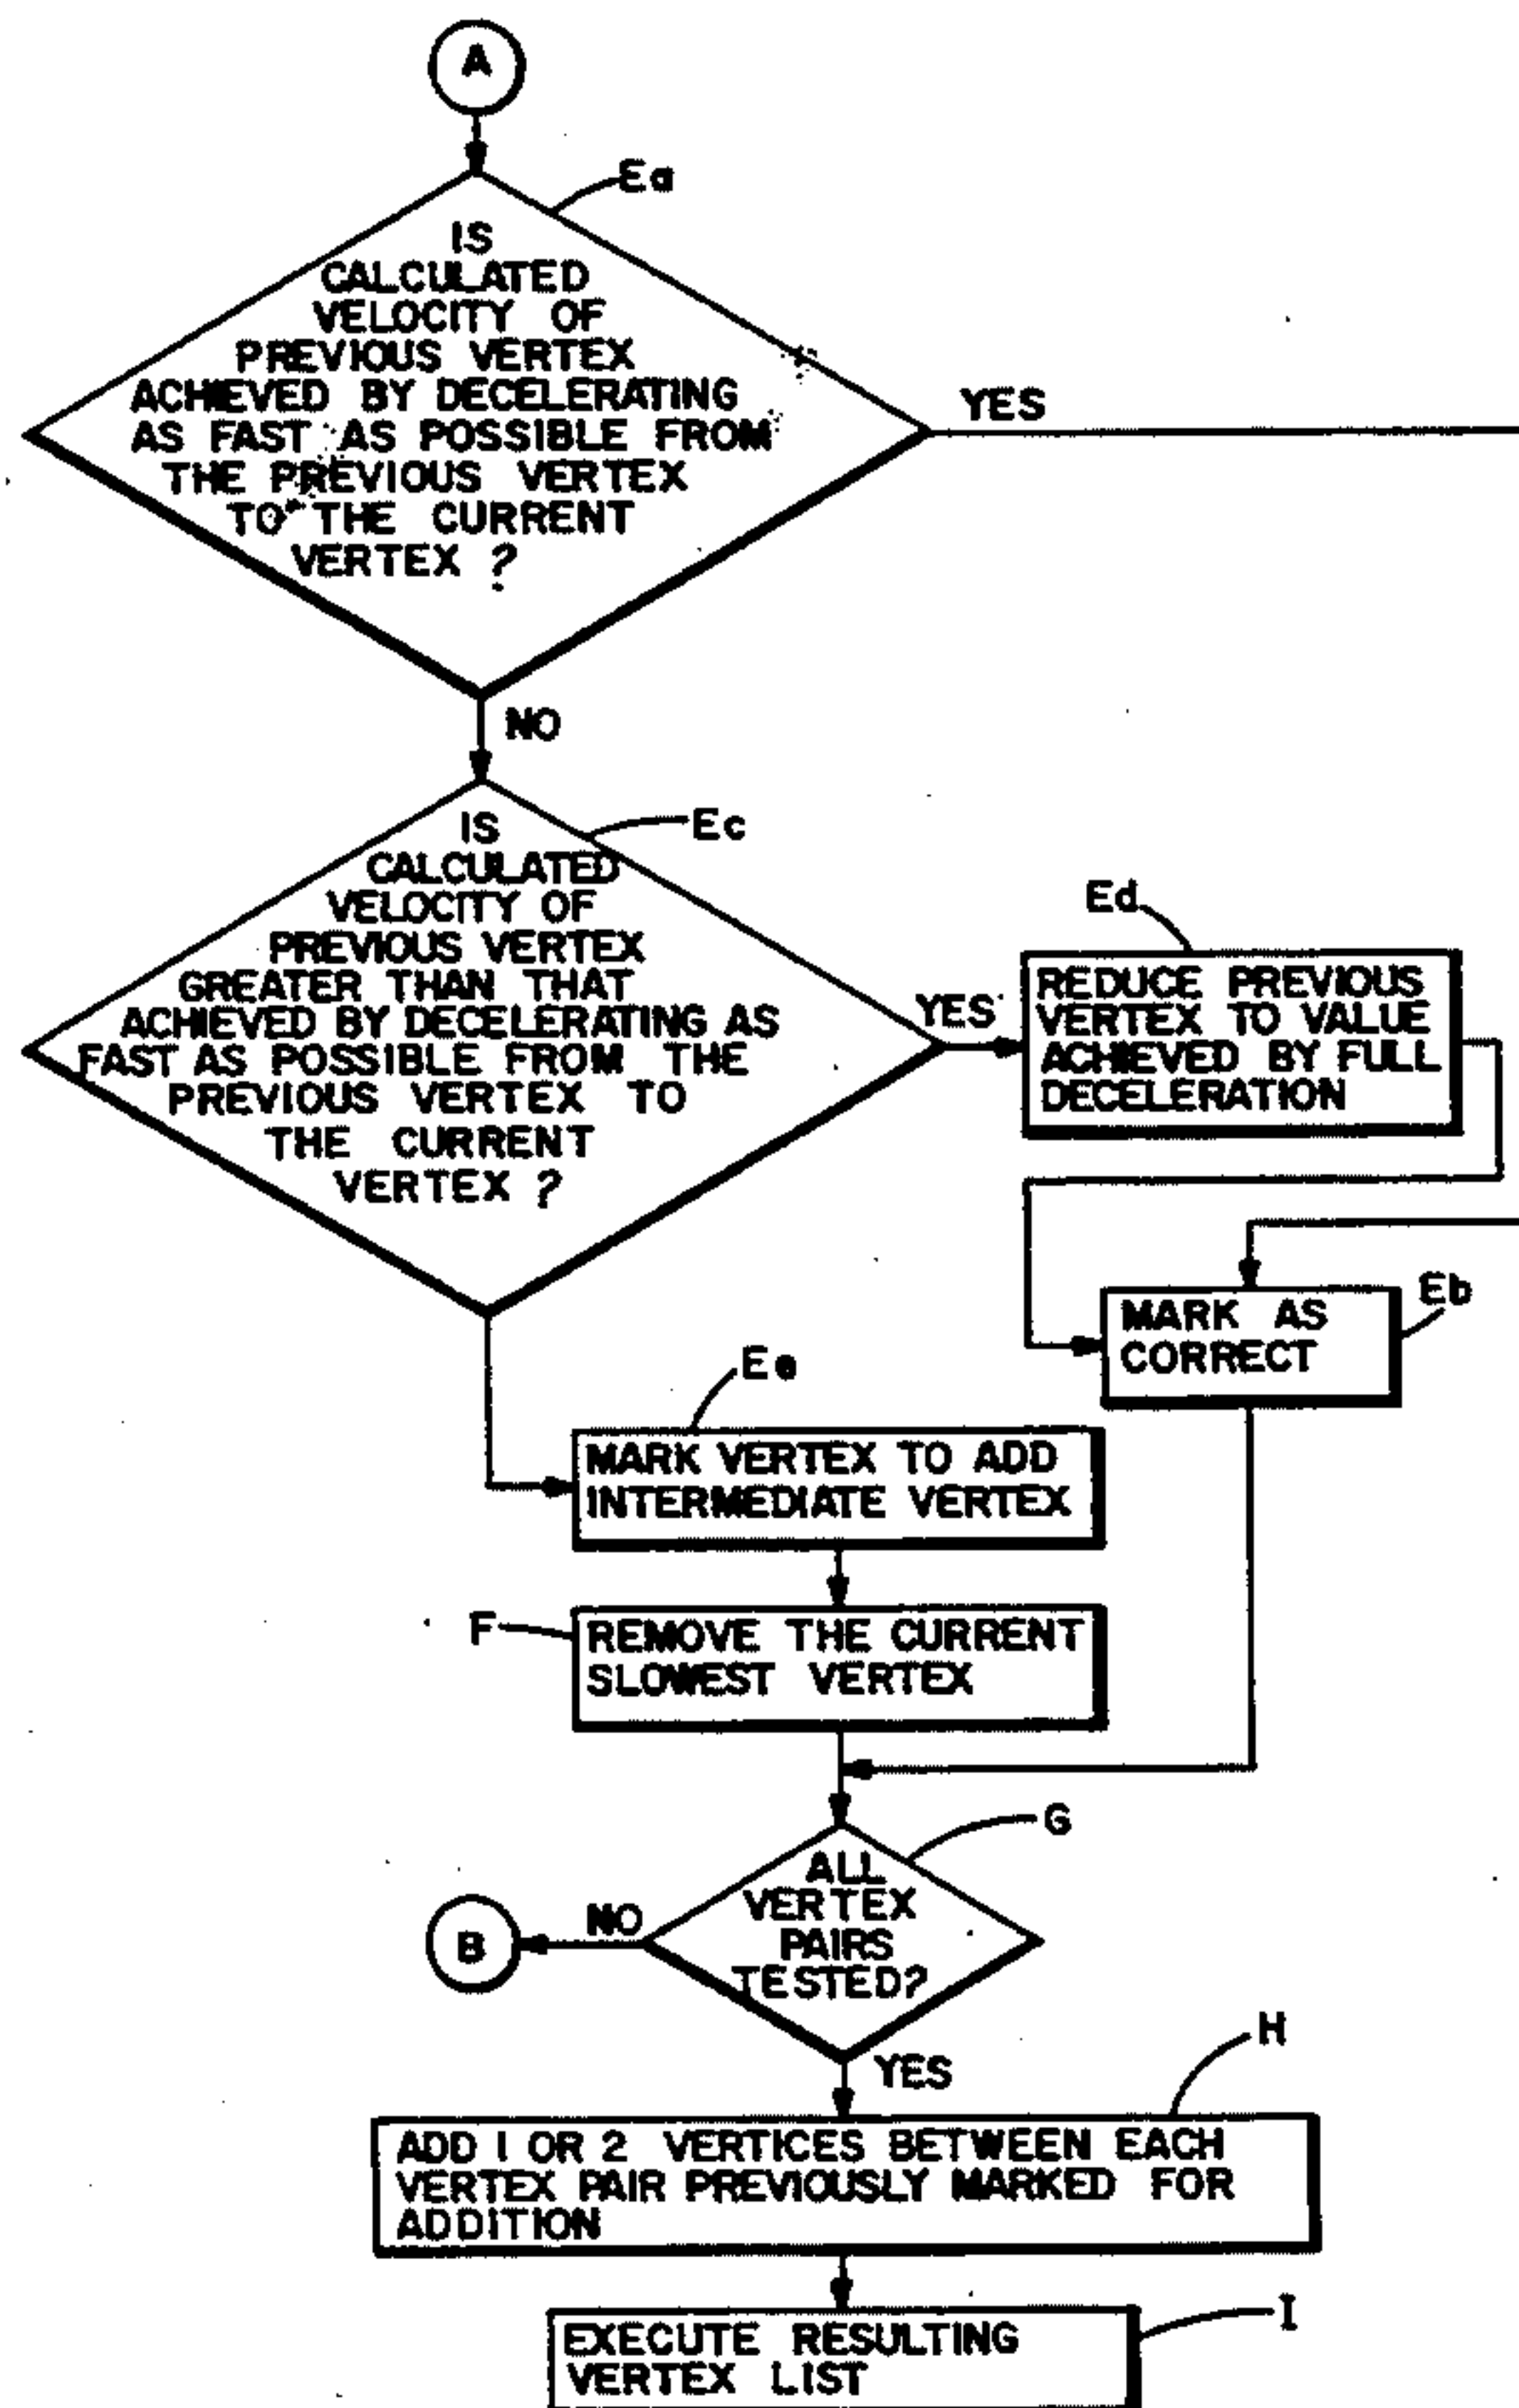 A
Ea
IS
CALCULATED
VELOCITY OF
PREVIOUS VERTEX
ACHIEVED BY DECELERATING
AS FAST AS POSSIBLE FROM
THE PREVIOUS VERTEX
TO THE CURRENT
VERTEX ?
YES
NO
Ec
IS
CALCULATED
VELOCITY OF
PREVIOUS VERTEX
GREATER THAN THAT
ACHIEVED BY DECELERATING AS
FAST AS POSSIBLE FROM THE
PREVIOUS VERTEX TO
THE CURRENT
VERTEX ?
YES
Ed
REDUCE PREVIOUS
VERTEX TO VALUE
ACHIEVED BY FULL
DECELERATION
Eb
MARK AS
CORRECT
Ee
MARK VERTEX TO ADD
INTERMEDIATE VERTEX
F
REMOVE THE CURRENT
SLOWEST VERTEX
G
ALL
VERTEX
PAIRS
TESTED?
NO
B
YES
H
ADD 1 OR 2 VERTICES BETWEEN EACH
VERTEX PAIR PREVIOUSLY MARKED FOR
ADDITION
I
EXECUTE RESULTING
VERTEX LIST